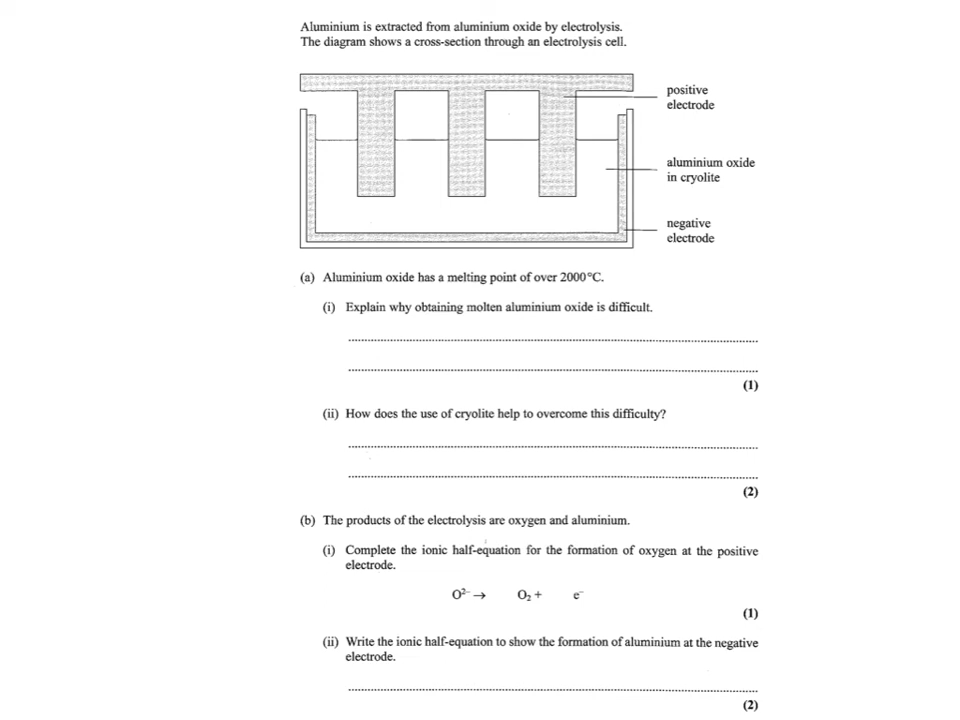 Aluminium is extracted from aluminium oxide by electrolysis.
The diagram shows a cross-section through an electrolysis cell.
positive
electrode
aluminium oxide
in cryolite
negative
electrode
(a) Aluminium oxide has a melting point of over 2000°C.
(i) Explain why obtaining molten aluminium oxide is difficult.
(1)
(ii) How does the use of cryolite help to overcome this difficulty?
(2)
(b) The products of the electrolysis are oxygen and aluminium.
(i) Complete the ionic half-equation for the formation of oxygen at the positive
electrode.
O²⁻ → O₂ + e⁻
(1)
(ii) Write the ionic half-equation to show the formation of aluminium at the negative
electrode.
(2)